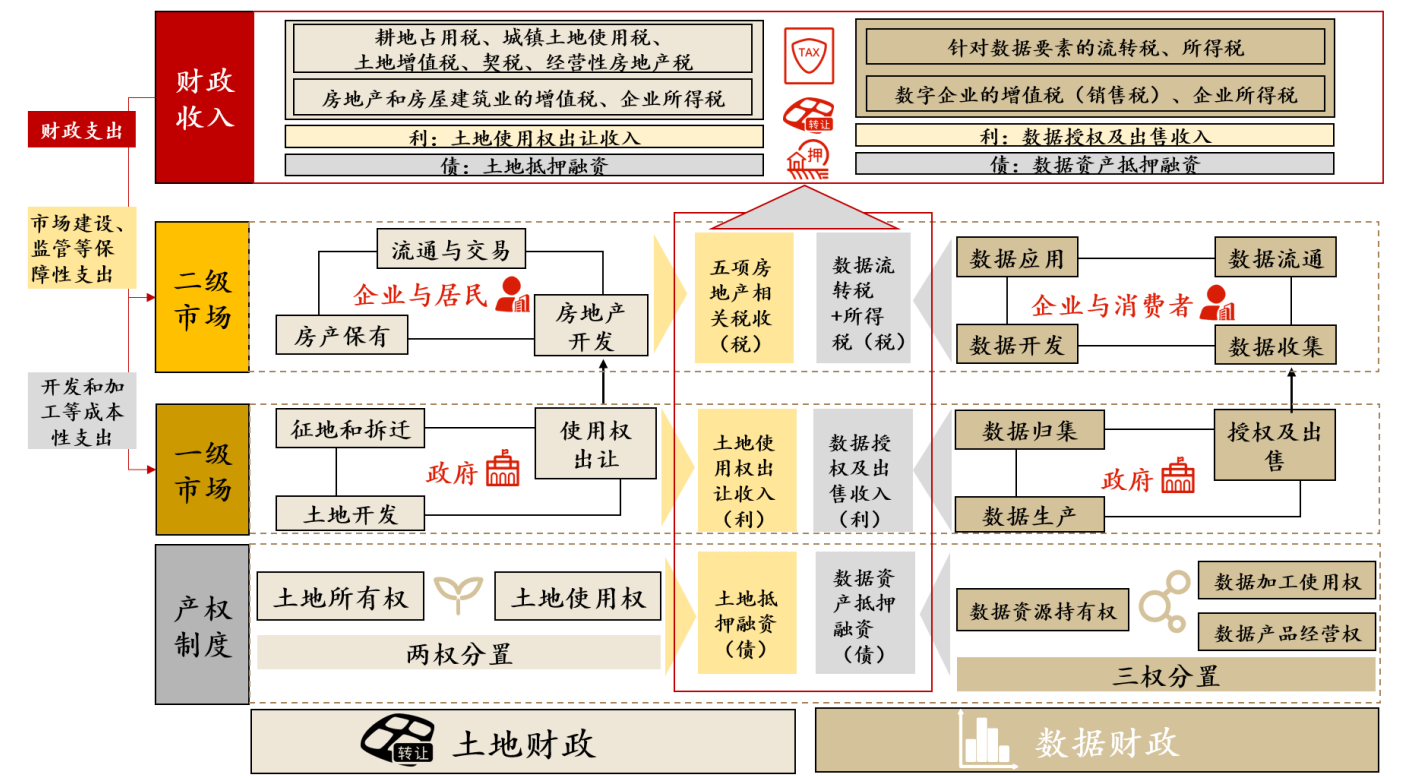 财政
收入
耕地占用税、城镇土地使用税、
土地增值税、契税、经营性房地产税
房地产和房屋建筑业的增值税、企业所得税
利：土地使用权出让收入
债：土地抵押融资
TAX
转让
押
针对数据要素的流转税、所得税
数字企业的增值税（销售税）、企业所得税
利：数据授权及出售收入
债：数据资产抵押融资
财政支出
市场建设、
监管等保
障性支出
开发和加
工等成本
性支出
二级
市场
流通与交易
企业与居民
房产保有
房地产
开发
五项房
地产相
关税收
（税）
数据流
转税
+所得
税（税）
数据应用
数据流通
企业与消费者
数据开发
数据收集
一级
市场
征地和拆迁
使用权
出让
政府
土地开发
土地使
用权出
让收入
（利）
数据授
权及出
售收入
（利）
数据归集
授权及出
售
政府
数据生产
产权
制度
土地所有权
土地使用权
两权分置
土地抵
押融资
（债）
数据资
产抵押
融资
（债）
数据资源持有权
数据加工使用权
数据产品经营权
三权分置
转让
土地财政
数据财政